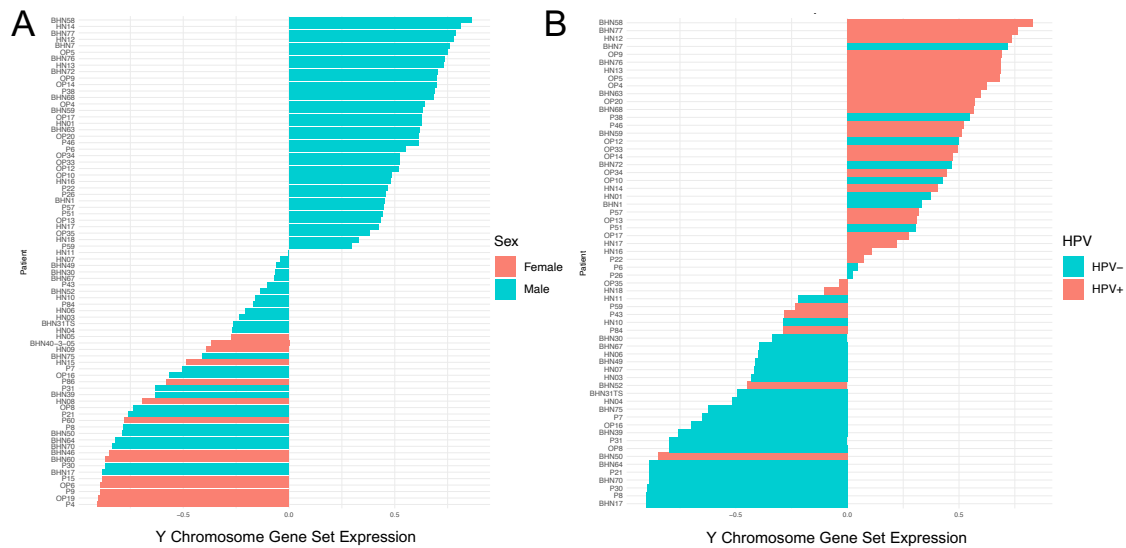 A
BHN58
HN14
BHN77
HN12
BHN7
OP5
BHN76
HN13
BHN72
OP9
OP14
P38
BHN68
OP4
BHN59
OP17
HN01
BHN63
OP20
P46
P6
OP34
OP33
OP12
OP10
HN16
P22
P26
BHN1
P57
P51
OP13
HN17
OP35
HN18
P59
HN11
HN07
BHN49
BHN30
BHN67
P43
BHN52
HN10
P84
HN06
HN03
BHN31TS
HN04
HN05
BHN40-3-05
HN09
BHN75
HN15
P7
OP16
P86
P31
BHN39
HN08
OP8
P21
P60
P8
BHN50
BHN64
BHN70
BHN46
BHN60
P30
BHN17
P15
OP6
P9
OP19
P4
Patient
-0.5
0.0
0.5
Y Chromosome Gene Set Expression
Sex
Female
Male
B
BHN58
BHN77
HN12
BHN7
OP9
BHN76
HN13
OP5
OP4
BHN63
OP20
BHN68
P38
P46
BHN59
OP12
OP33
OP14
BHN72
OP34
OP10
HN14
HN01
BHN1
P57
OP13
P51
OP17
HN17
HN16
P22
P6
P26
OP35
HN18
HN11
P59
P43
HN10
P84
BHN30
BHN67
HN06
BHN49
HN07
HN03
BHN52
BHN31TS
HN04
BHN75
P7
OP16
BHN39
P31
OP8
BHN50
BHN64
P21
BHN70
P30
P8
BHN17
Patient
-0.5
0.0
0.5
Y Chromosome Gene Set Expression
HPV
HPV-
HPV+